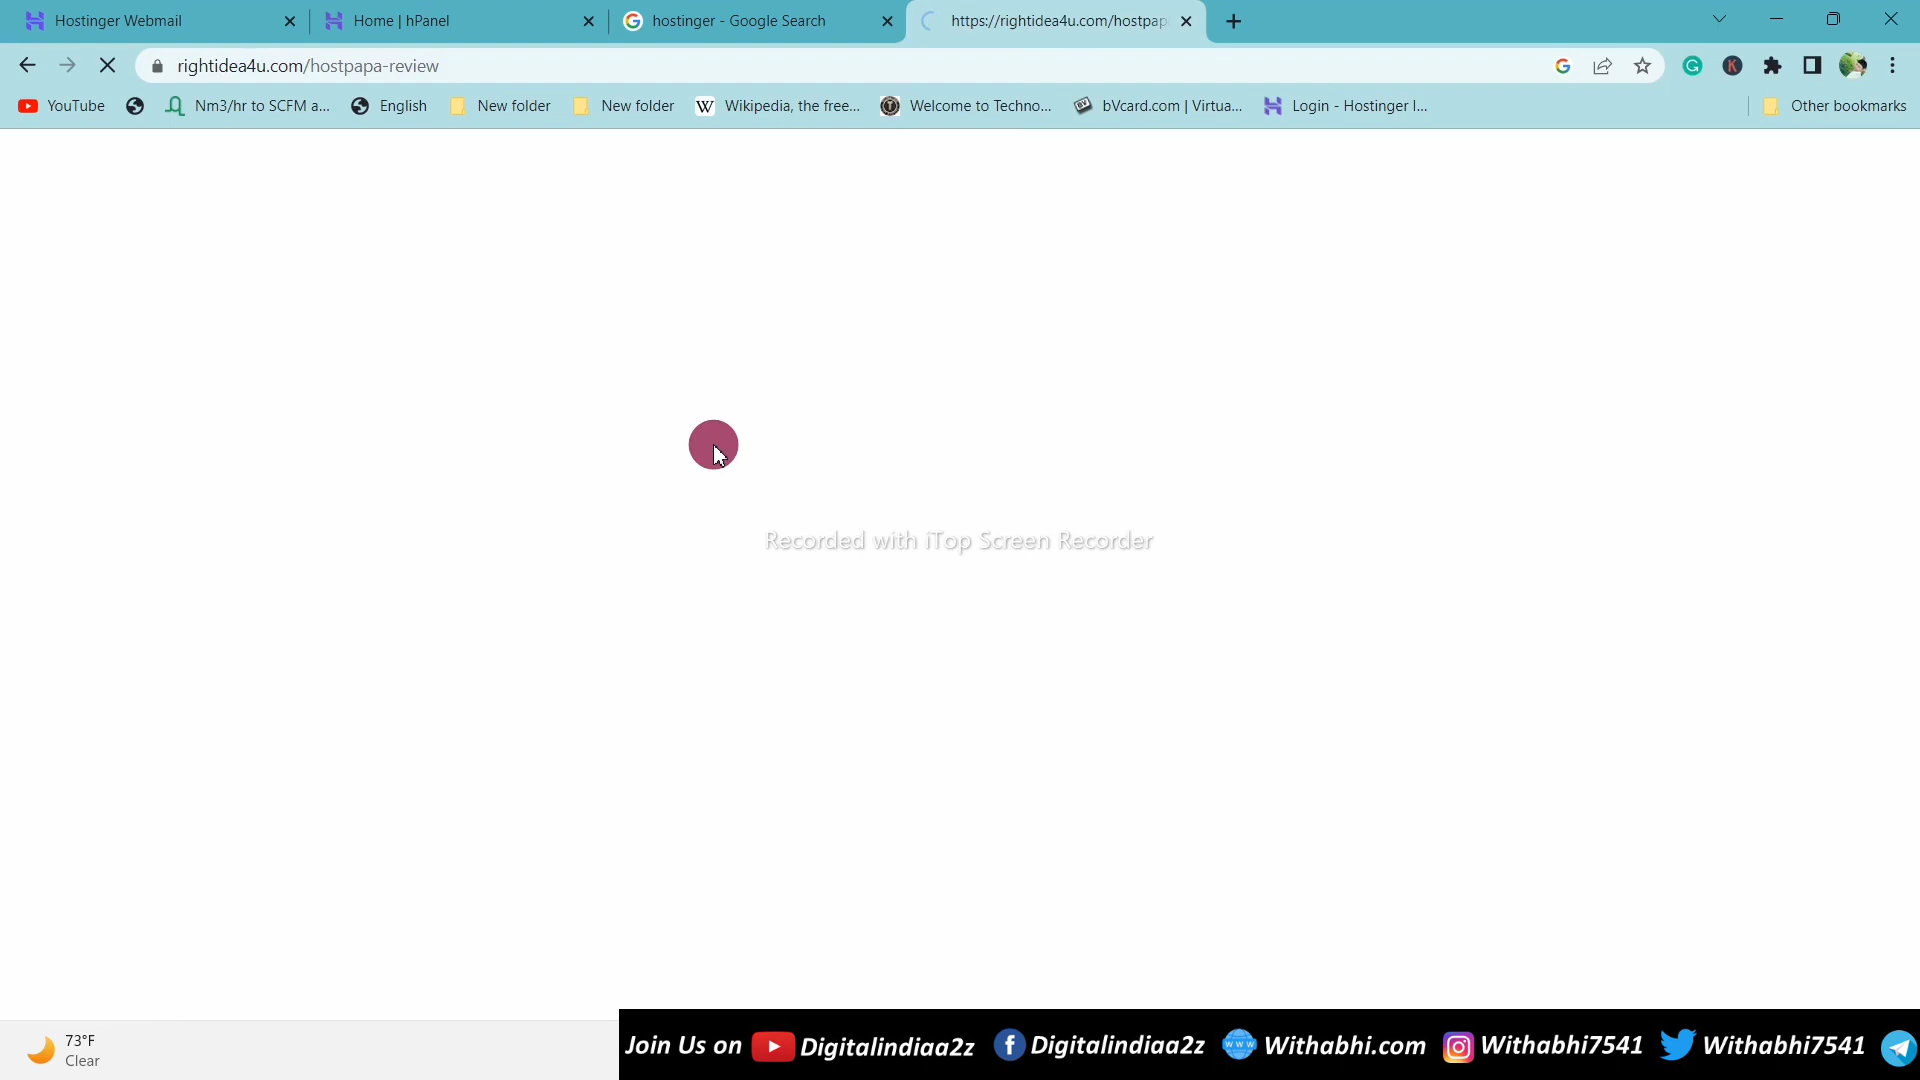 Hostinger Webmail
Home | hPanel
hostinger - Google Search
https://rightidea4u.com/hostpap
rightidea4u.com/hostpapa-review
YouTube
Nm3/hr to SCFM a...
English
New folder
New folder
Wikipedia, the free...
Welcome to Techno...
bVcard.com | Virtua...
Login - Hostinger I...
Other bookmarks
Recorded with iTop Screen Recorder
73°F
Clear
Join Us on Digitalindiaa2z Digitalindiaa2z Withabhi.com Withabhi7541 Withabhi7541